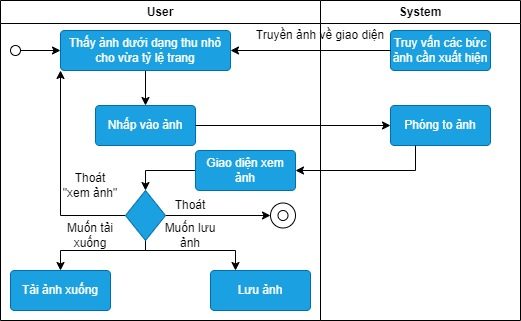 User
System
Thấy ảnh dưới dạng thu nhỏ
cho vừa tỷ lệ trang
Truyền ảnh về giao diện
Truy vấn các bức
ảnh cần xuất hiện
Nhấp vào ảnh
Phóng to ảnh
Giao diện xem
ảnh
Thoát
"xem ảnh"
Thoát
Muốn tải
xuống
Muốn lưu
ảnh
Tải ảnh xuống
Lưu ảnh